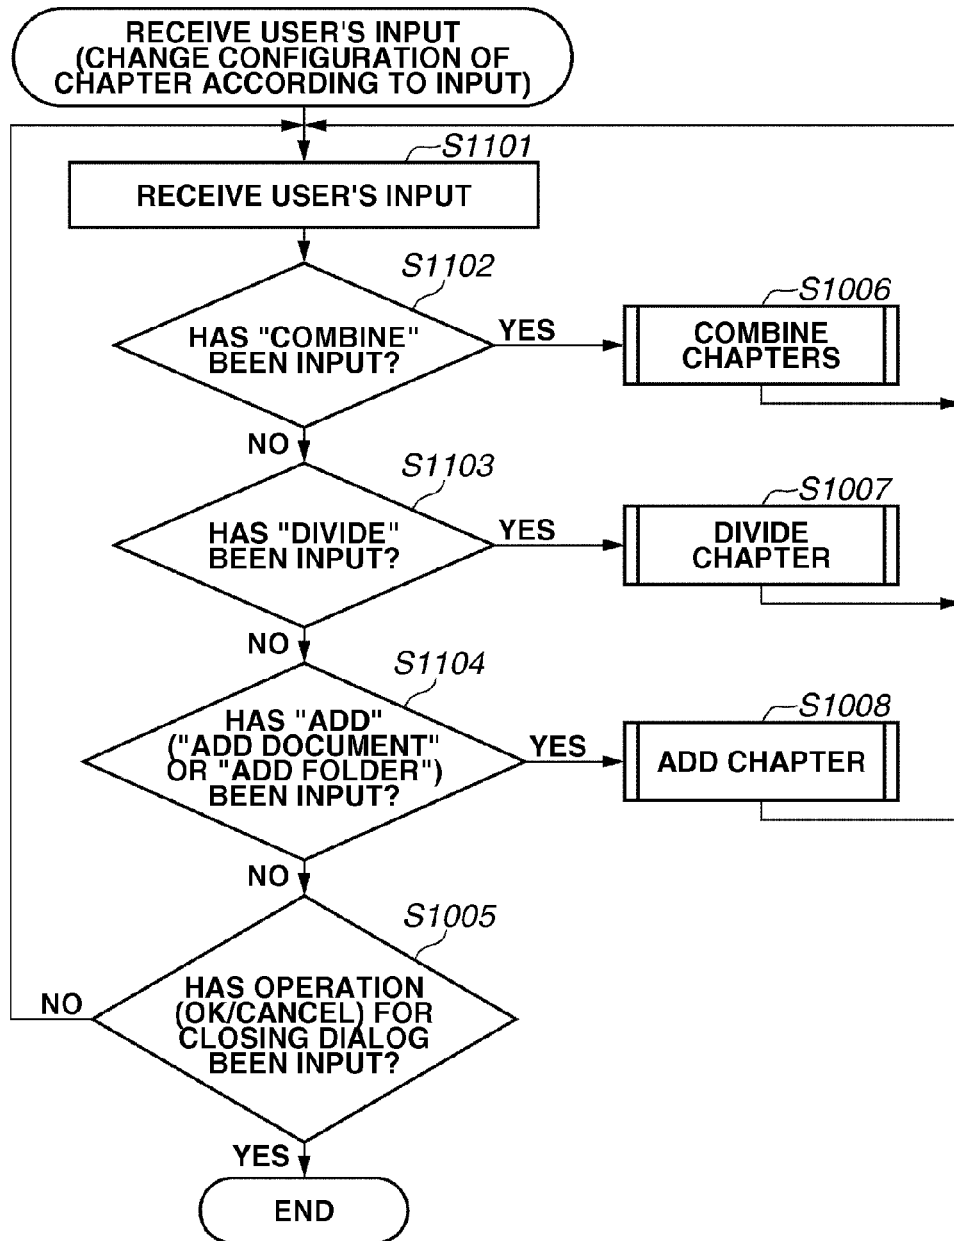 RECEIVE USER'S INPUT
(CHANGE CONFIGURATION OF
CHAPTER ACCORDING TO INPUT)
S1101
RECEIVE USER'S INPUT
S1102
HAS "COMBINE"
BEEN INPUT?
YES
S1006
COMBINE
CHAPTERS
NO
S1103
HAS "DIVIDE"
BEEN INPUT?
YES
S1007
DIVIDE
CHAPTER
NO
S1104
HAS "ADD"
("ADD DOCUMENT"
OR "ADD FOLDER")
BEEN INPUT?
YES
S1008
ADD CHAPTER
NO
S1005
HAS OPERATION
(OK/CANCEL) FOR
CLOSING DIALOG
BEEN INPUT?
NO
YES
END